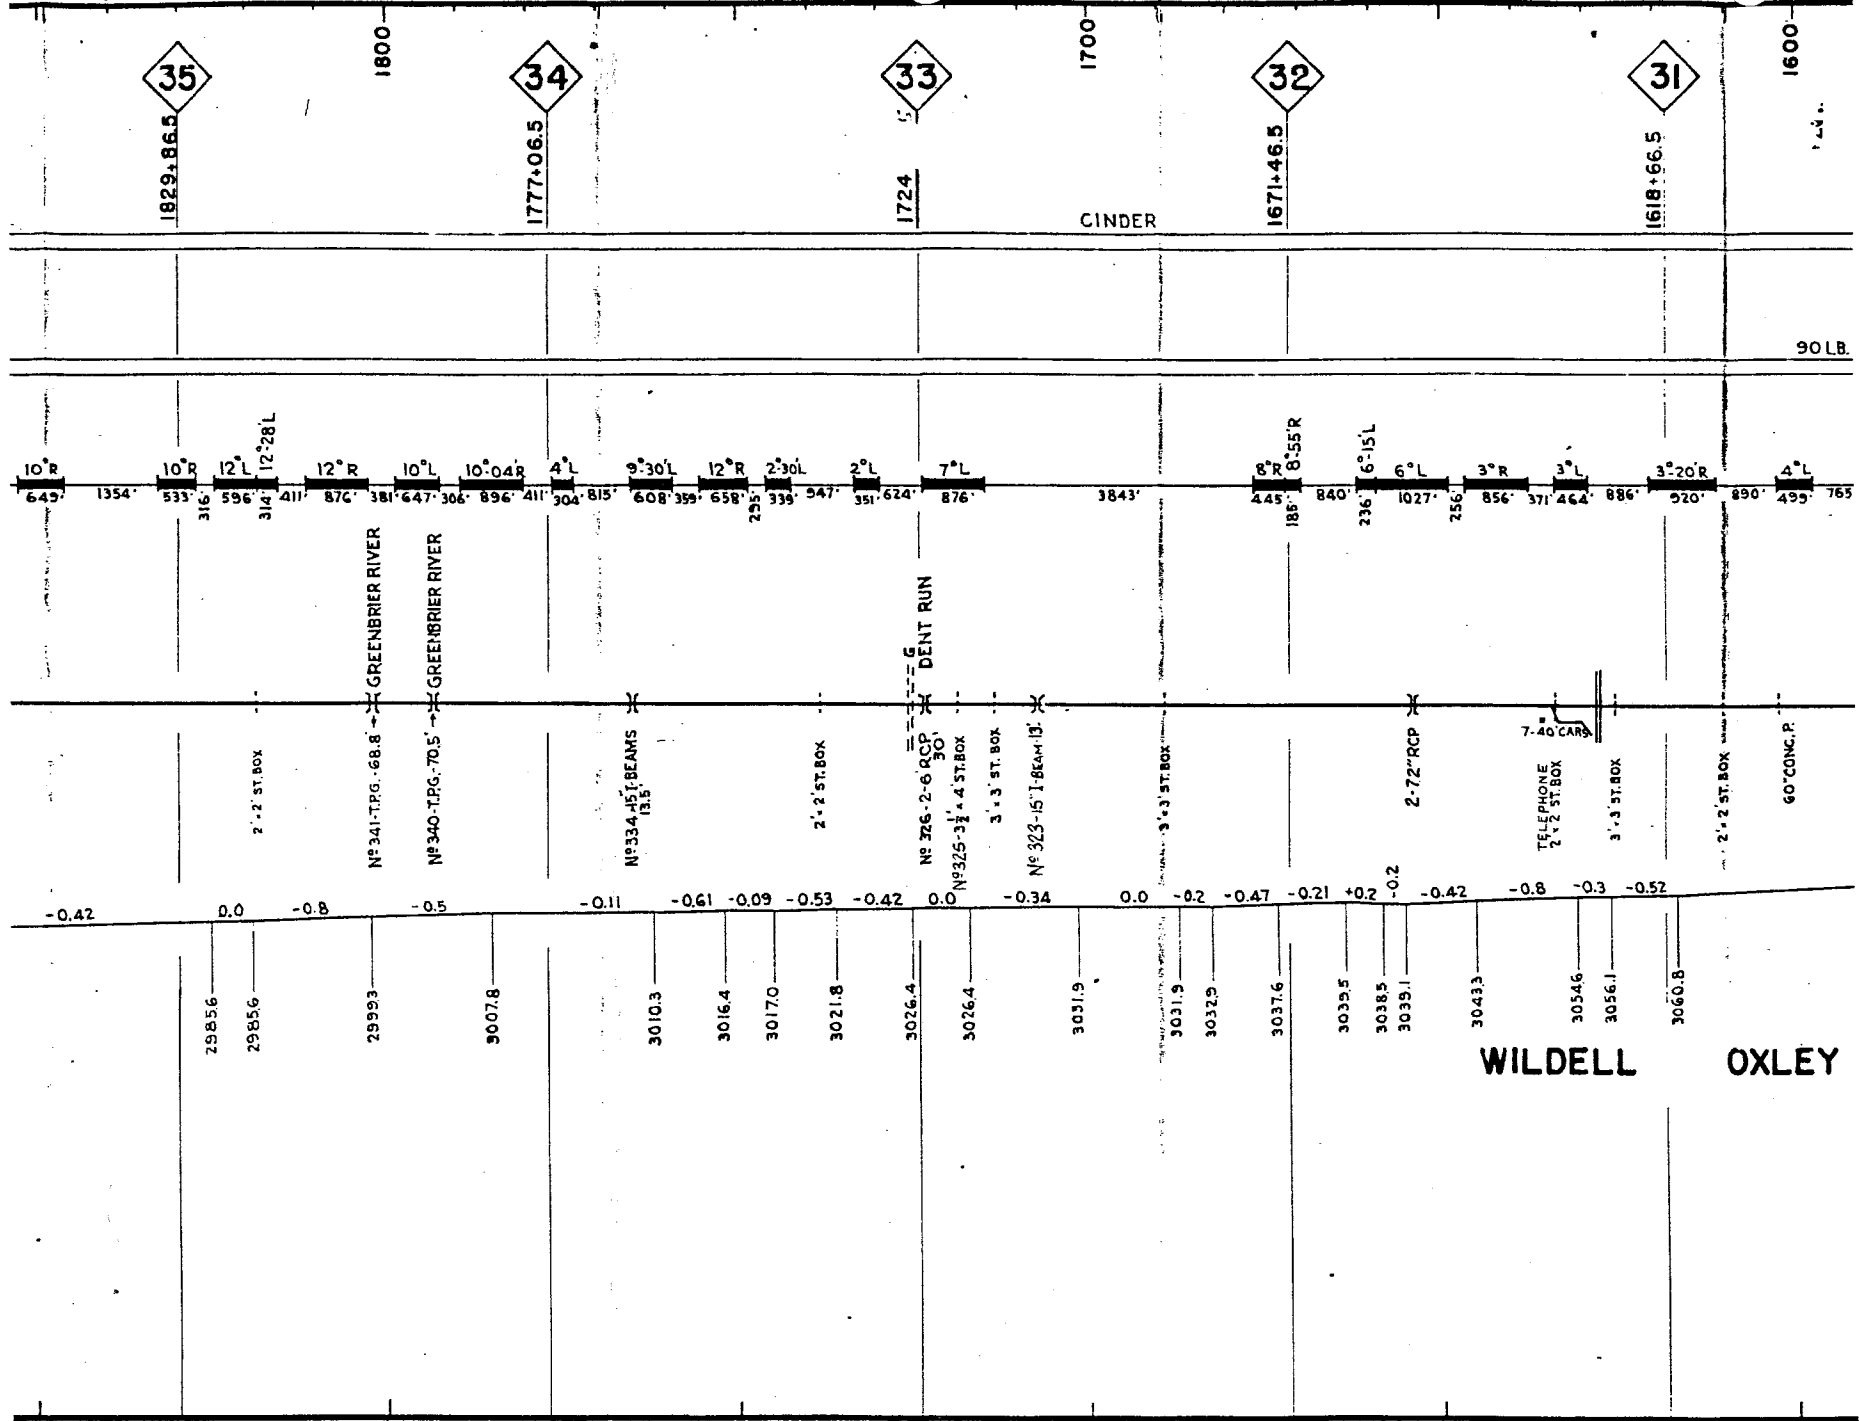 1800
1700
1600
35
34
33
32
31
1829+86.5
1777+06.5
1724
1671+46.5
1618+66.5
CINDER
90 LB.
10°R
10°R
12°L
12°-28'L
12°R
10°L
10°-04'R
4°L
9°-30'L
12°R
2°-30'L
2°L
7°L
8°R
8°-55'R
6°-15'L
6°L
3°R
3°L
3°-20'R
4°L
649'
1354'
533'
316'
596'
314'
411'
876'
381'
647'
306'
896'
411'
304'
815'
608'
359'
658'
295'
339'
947'
351'
624'
876'
3843'
445'
185'
840'
236'
1027'
256'
856'
371'
464'
886'
920'
890'
499'
765
GREENBRIER RIVER
GREENBRIER RIVER
G
DENT RUN
2'×2' ST. BOX
Nº 341-T.P.G.-68.8'
Nº 340-T.P.G.-70.5'
Nº 334-15" I-BEAMS
13.5'
2'×2' ST. BOX
Nº 326-2-6' RCP
30'
Nº 325-3½'×4' ST. BOX
3'×3' ST. BOX
Nº 323-15" I-BEAM-13'
3'×3' ST. BOX
2-72" RCP
7-40' CARS
TELEPHONE
2'×2' ST. BOX
3'×3' ST. BOX
2'×2' ST. BOX
60" CONC. P.
-0.42
0.0
-0.8
-0.5
-0.11
-0.61
-0.09
-0.53
-0.42
0.0
-0.34
0.0
-0.2
-0.47
-0.21
+0.2
-0.2
-0.42
-0.8
-0.3
-0.52
2985.6
2985.6
2999.3
3007.8
3010.3
3016.4
3017.0
3021.8
3026.4
3026.4
3031.9
3031.9
3032.9
3037.6
3039.5
3038.5
3039.1
3043.3
3054.6
3056.1
3060.8
WILDELL
OXLEY